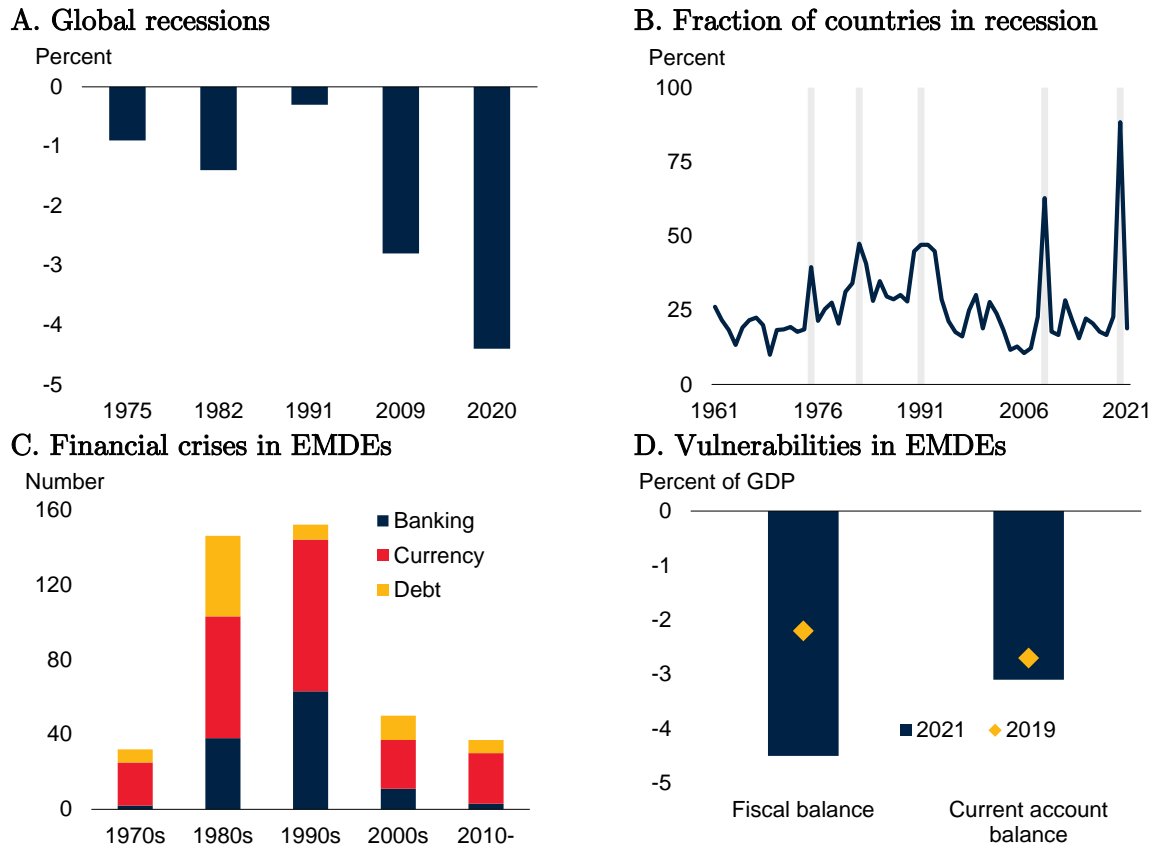 A. Global recessions
Percent
0
-1
-2
-3
-4
-5
1975 1982 1991 2009 2020
B. Fraction of countries in recession
Percent
100
75
50
25
0
1961 1976 1991 2006 2021
C. Financial crises in EMDEs
Number
160
120
80
40
0
Banking
Currency
Debt
1970s 1980s 1990s 2000s 2010-
D. Vulnerabilities in EMDEs
Percent of GDP
0
-1
-2
-3
-4
-5
2021 2019
Fiscal balance Current account
balance